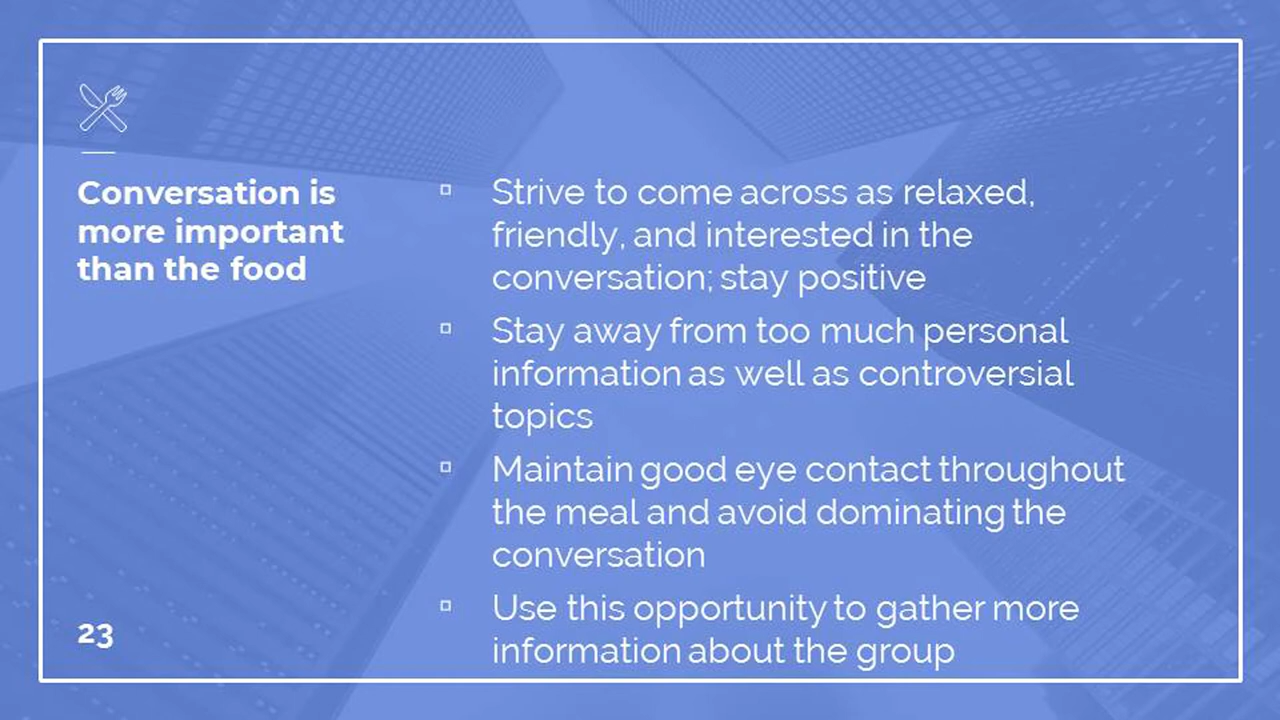 Conversation is
more important
than the food
Strive to come across as relaxed,
friendly, and interested in the
conversation; stay positive
Stay away from too much personal
information as well as controversial
topics
Maintain good eye contact throughout
the meal and avoid dominating the
conversation
Use this opportunity to gather more
information about the group
23